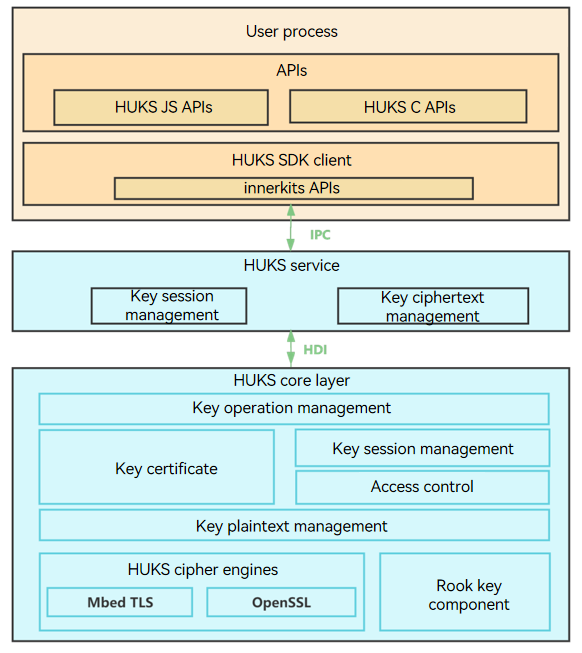 User process
APIs
HUKS JS APIs
HUKS C APIs
HUKS SDK client
innerkits APIs
IPC
HUKS service
Key session
management
Key ciphertext
management
HDI
HUKS core layer
Key operation management
Key certificate
Key session management
Access control
Key plaintext management
HUKS cipher engines
Mbed TLS
OpenSSL
Rook key
component